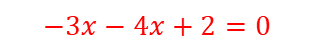 −3x − 4x + 2 = 0